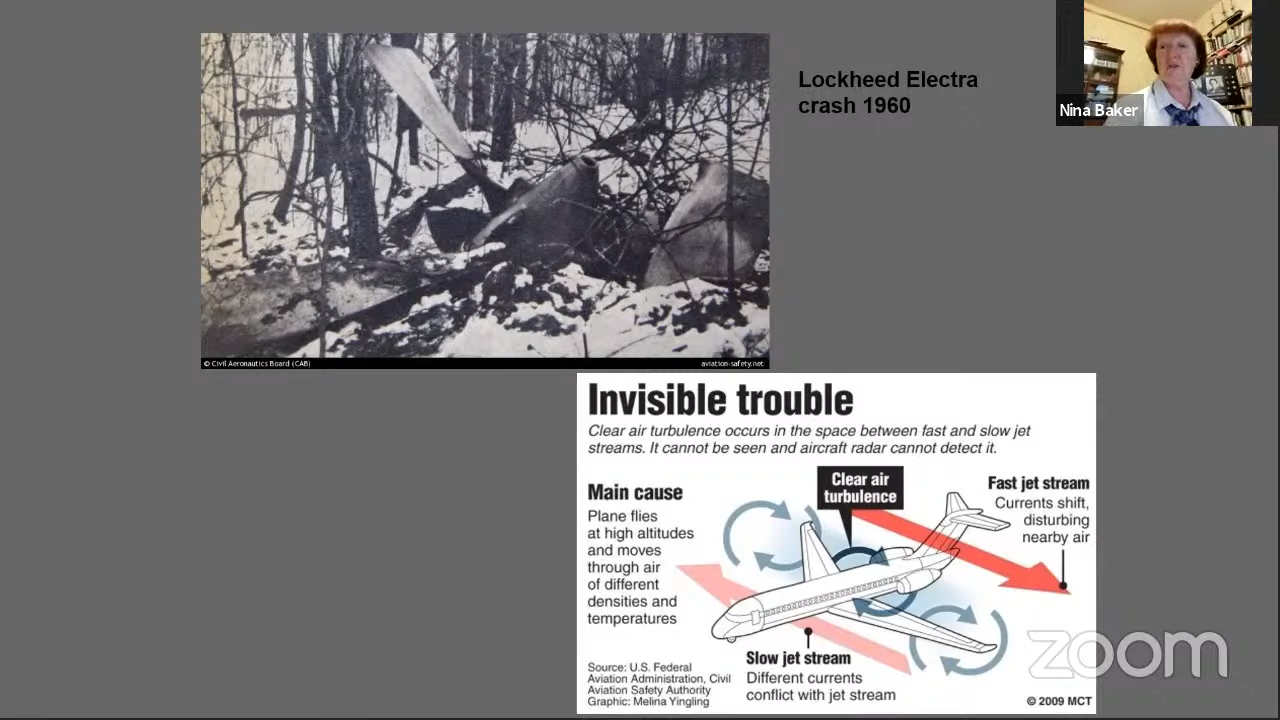 Lockheed Electra
crash 1960
Nina Baker
© Civil Aeronautics Board (CAB)
aviation-safety.net
Invisible trouble
Clear air turbulence occurs in the space between fast and slow jet
streams. It cannot be seen and aircraft radar cannot detect it.
Main cause
Plane flies
at high altitudes
and moves
through air
of different
densities and
temperatures
Clear air
turbulence
Fast jet stream
Currents shift,
disturbing
nearby air
Slow jet stream
Different currents
conflict with jet stream
Source: U.S. Federal
Aviation Administration, Civil
Aviation Safety Authority
Graphic: Melina Yingling
© 2009 MCT
zoom